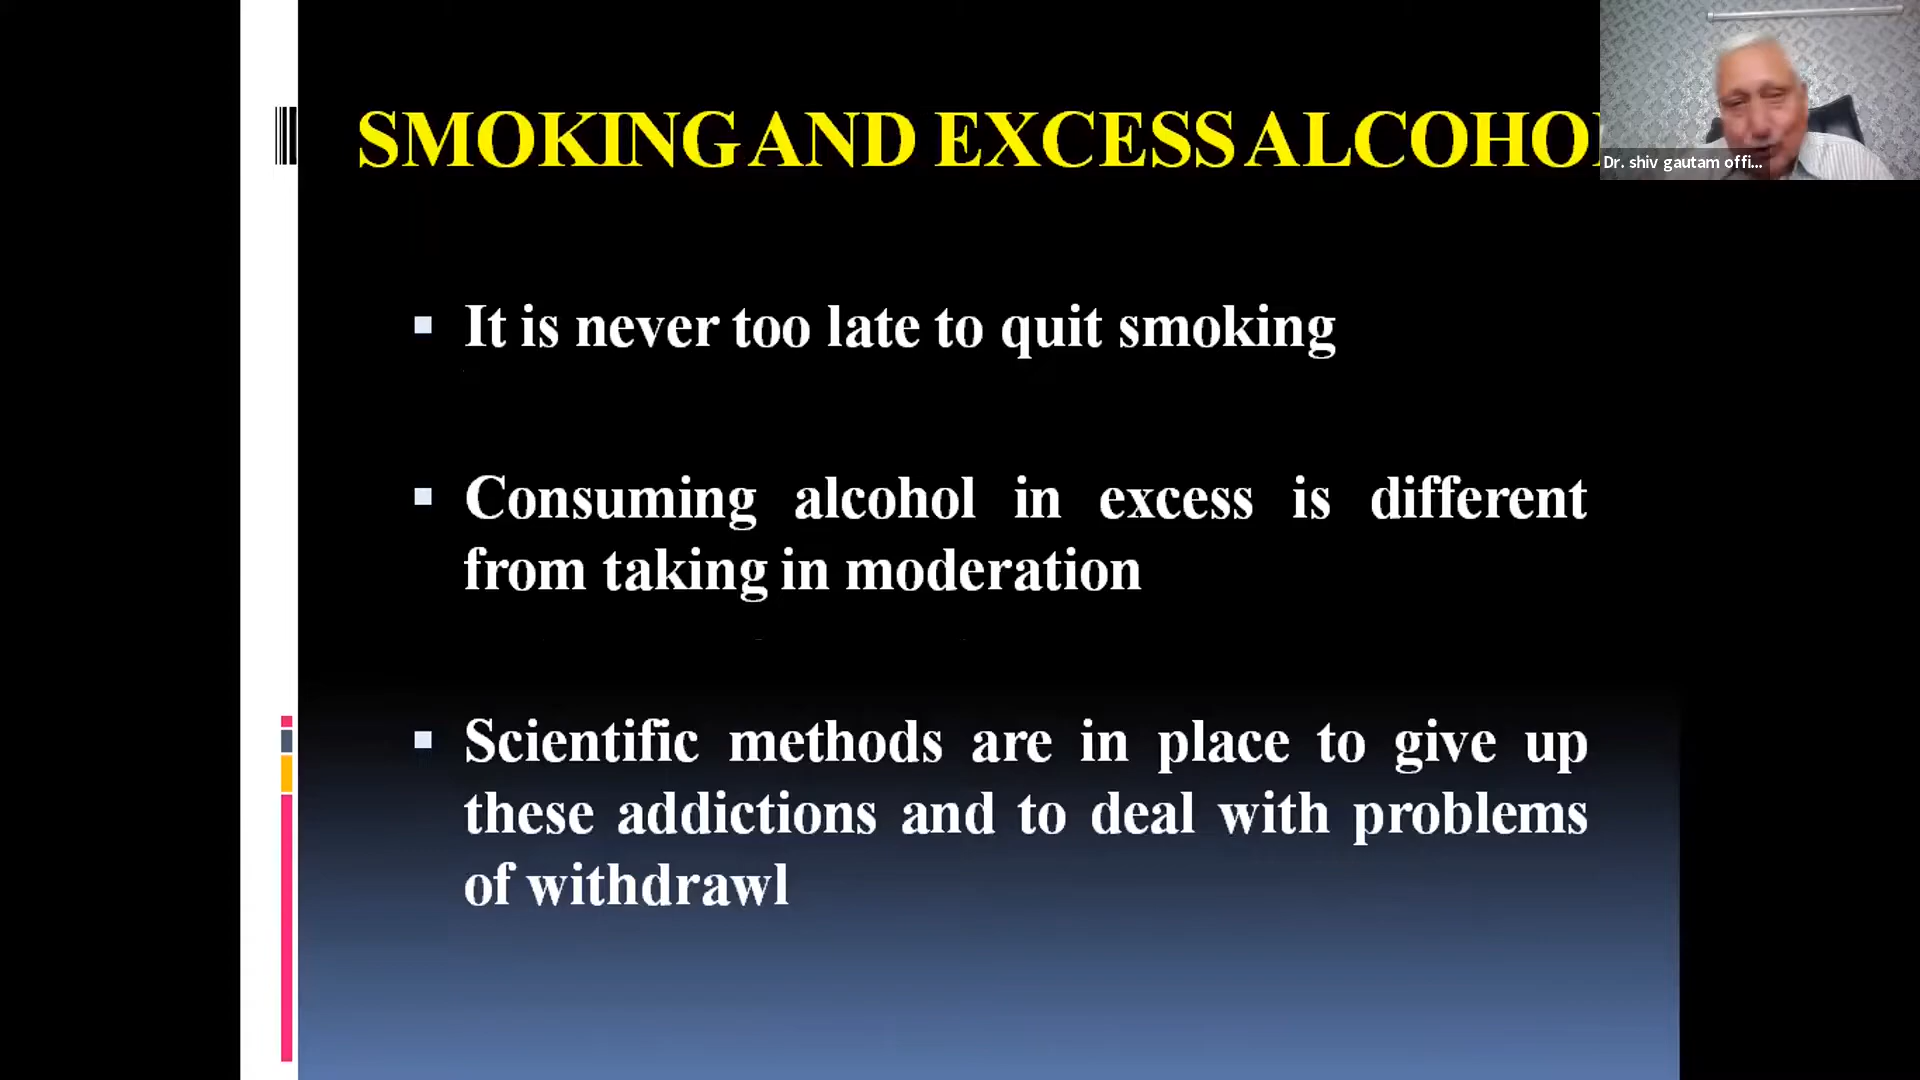 SMOKING AND EXCESS ALCOHO
Dr. shiv gautam offi...
It is never too late to quit smoking
Consuming alcohol in excess is different
from taking in moderation
Scientific methods are in place to give up
these addictions and to deal with problems
of withdrawl